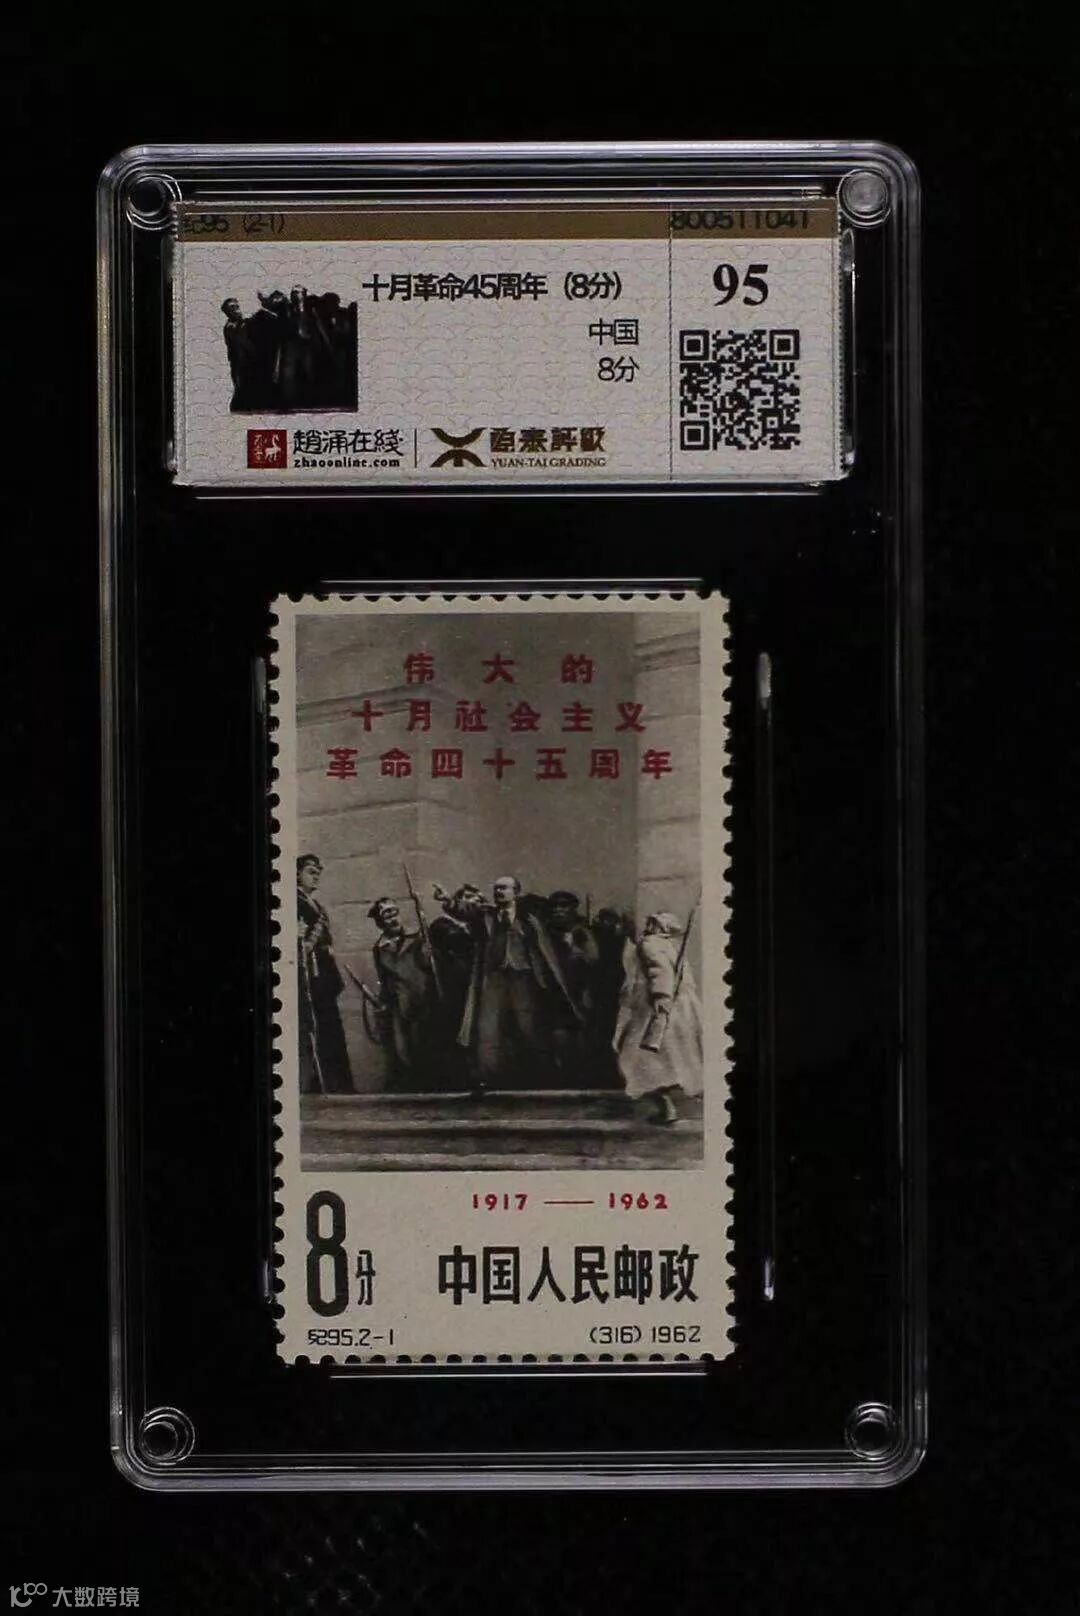 纪95 (2-1)
800511041
十月革命45周年 (8分)
95
中国
8分
趙涌在綫
zhaoonline.com
源泰評級
YUAN-TAI GRADING
伟大的
十月社会主义
革命四十五周年
1917 — 1962
8分
中国人民邮政
纪95.2-1
(316) 1962
大数跨境